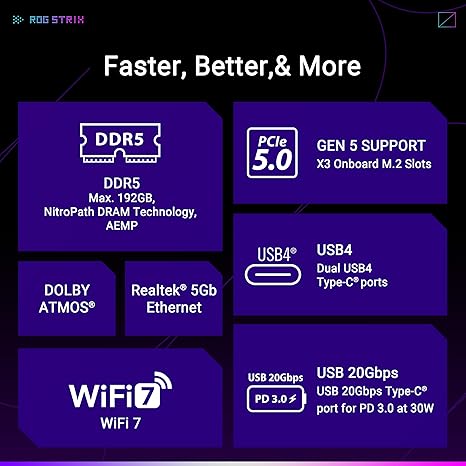 ROG STRIX
Faster, Better,& More
DDR5
DDR5
Max. 192GB,
NitroPath DRAM Technology,
AEMP
PCIe
5.0
GEN 5 SUPPORT
X3 Onboard M.2 Slots
USB4®
USB4
Dual USB4
Type-C® ports
DOLBY
ATMOS®
Realtek® 5Gb
Ethernet
WiFi 7
WiFi 7
USB 20Gbps
PD 3.0
USB 20Gbps
USB 20Gbps Type-C®
port for PD 3.0 at 30W